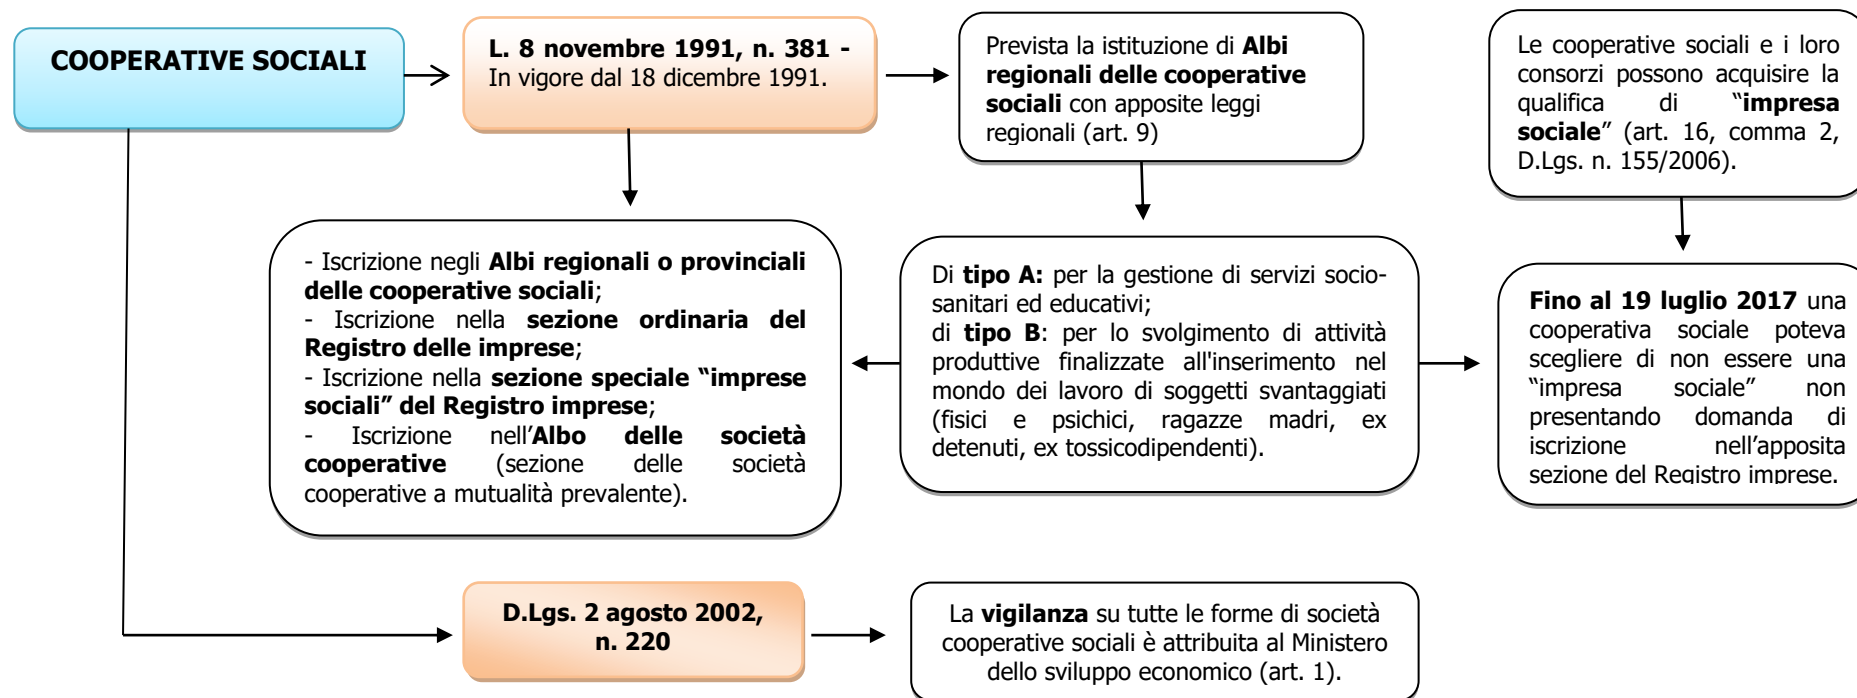 COOPERATIVE SOCIALI
L. 8 novembre 1991, n. 381 -
In vigore dal 18 dicembre 1991.
Prevista la istituzione di Albi
regionali delle cooperative
sociali con apposite leggi
regionali (art. 9)
Le cooperative sociali e i loro
consorzi possono acquisire la
qualifica di “impresa
sociale” (art. 16, comma 2,
D.Lgs. n. 155/2006).
- Iscrizione negli Albi regionali o provinciali
delle cooperative sociali;
- Iscrizione nella sezione ordinaria del
Registro delle imprese;
- Iscrizione nella sezione speciale “imprese
sociali” del Registro imprese;
- Iscrizione nell’Albo delle società
cooperative (sezione delle società
cooperative a mutualità prevalente).
Di tipo A: per la gestione di servizi socio-
sanitari ed educativi;
di tipo B: per lo svolgimento di attività
produttive finalizzate all'inserimento nel
mondo dei lavoro di soggetti svantaggiati
(fisici e psichici, ragazze madri, ex
detenuti, ex tossicodipendenti).
Fino al 19 luglio 2017 una
cooperativa sociale poteva
scegliere di non essere una
“impresa sociale” non
presentando domanda di
iscrizione nell’apposita
sezione del Registro imprese.
D.Lgs. 2 agosto 2002,
n. 220
La vigilanza su tutte le forme di società
cooperative sociali è attribuita al Ministero
dello sviluppo economico (art. 1).